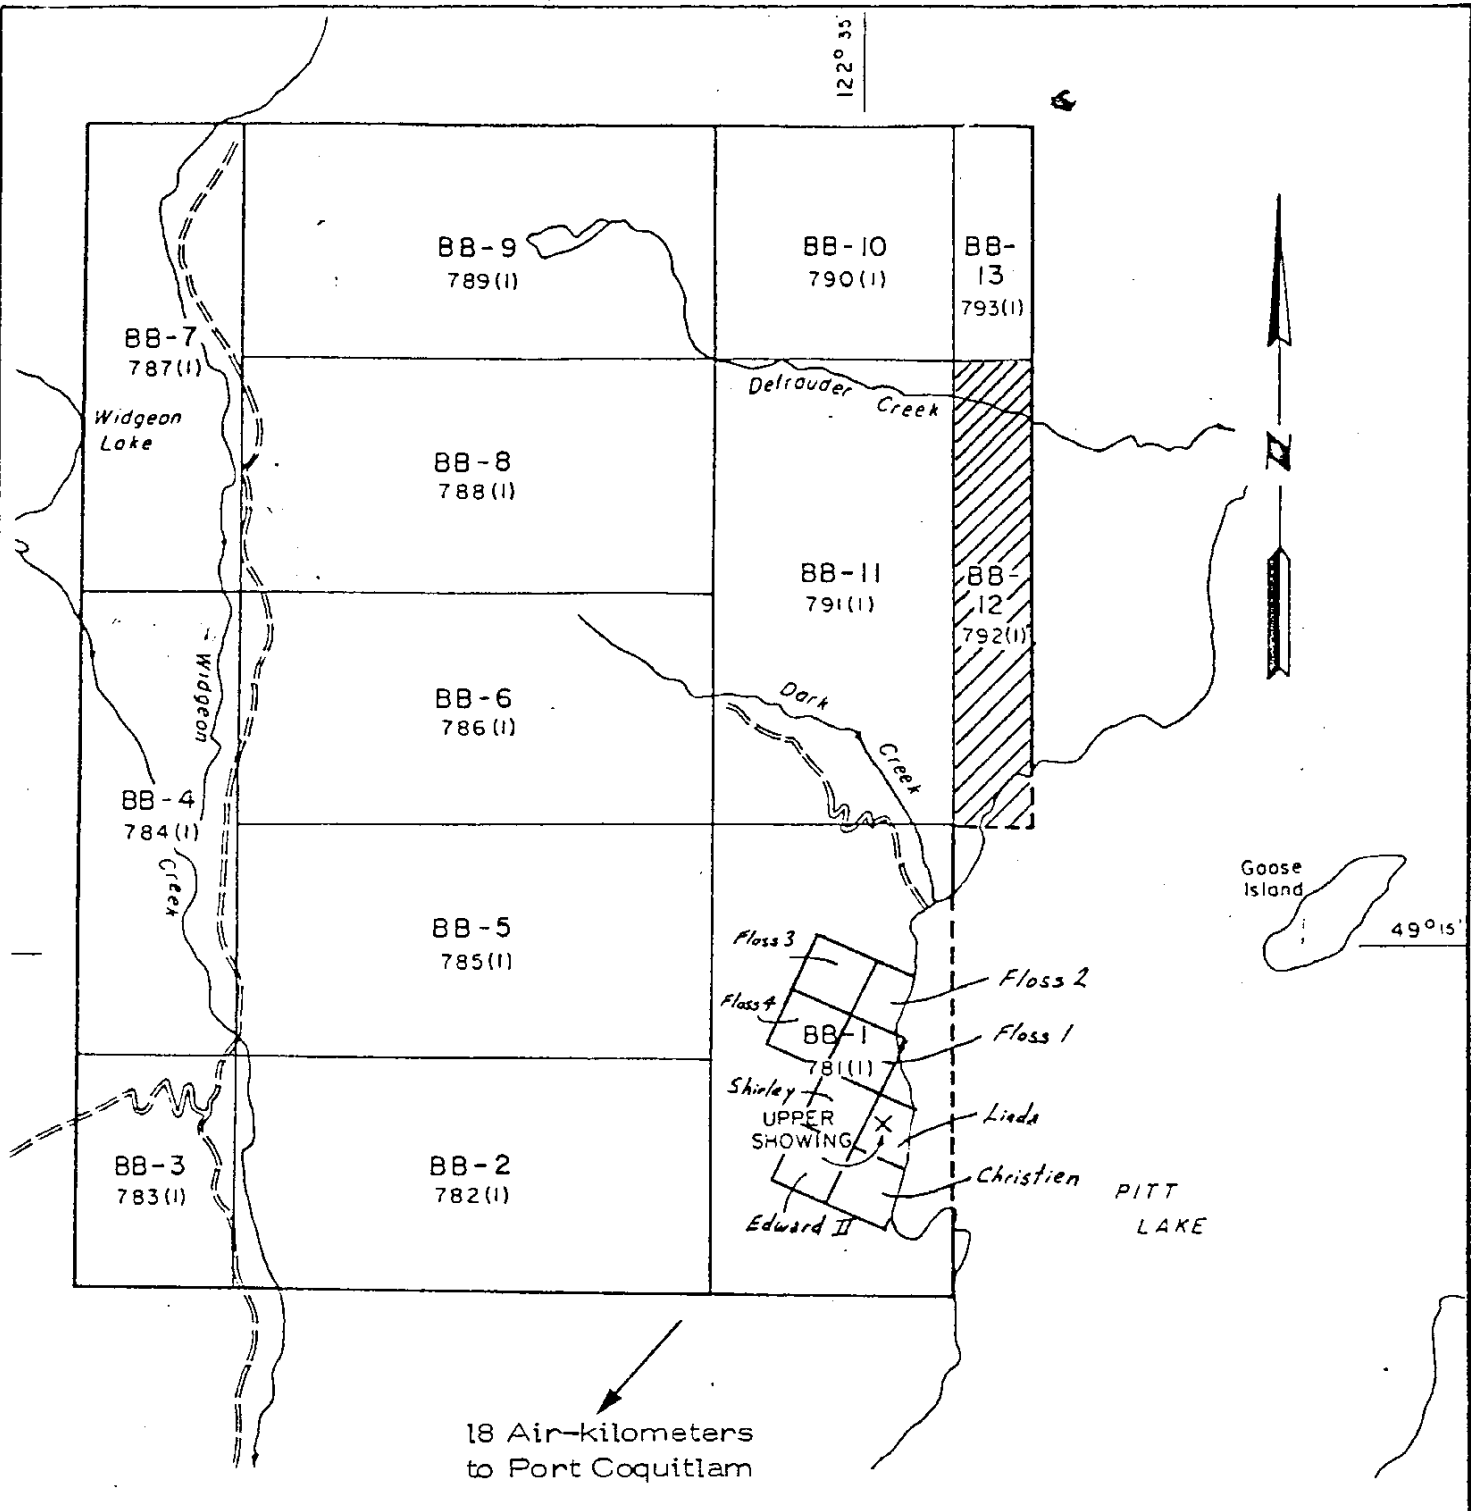 122° 35'
BB-9
789(1)
BB-10
790(1)
BB-
13
793(1)
BB-7
787(1)
Widgeon
Lake
Detrauder
Creek
BB-8
788(1)
N
BB-11
791(1)
BB-
12
792(1)
Widgeon
Creek
BB-6
786(1)
Dark
Creek
BB-4
784(1)
Goose
Island
49° 15'
BB-5
785(1)
Floss 3
Floss 2
Floss 4
BB-1
781(1)
Floss 1
Shirley
UPPER
SHOWING
Linda
Christien
Edward II
PITT
LAKE
BB-3
783(1)
BB-2
782(1)
18 Air-kilometers
to Port Coquitlam